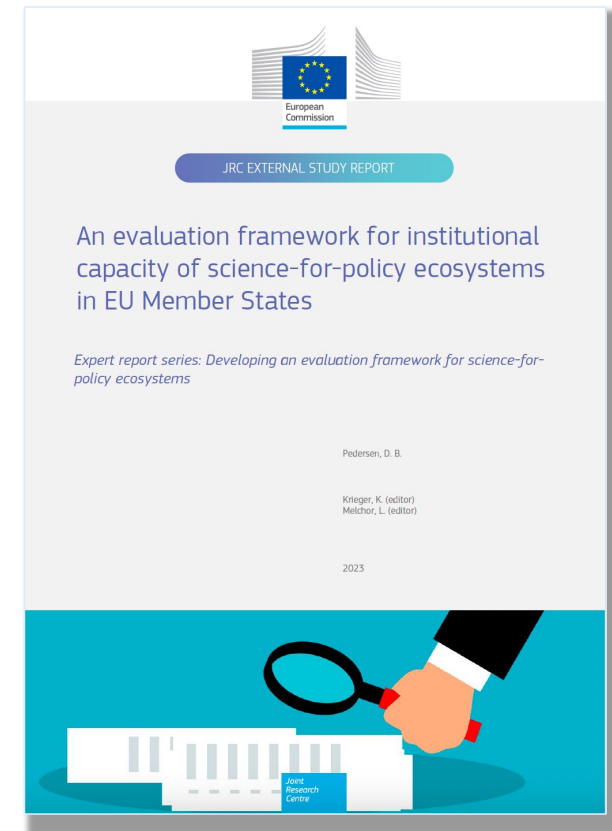 European
Commission
JRC EXTERNAL STUDY REPORT
An evaluation framework for institutional
capacity of science-for-policy ecosystems
in EU Member States
Expert report series: Developing an evaluation framework for science-for-
policy ecosystems
Pedersen, D. B.
Krieger, K. (editor)
Melchor, L. (editor)
2023
Joint
Research
Centre